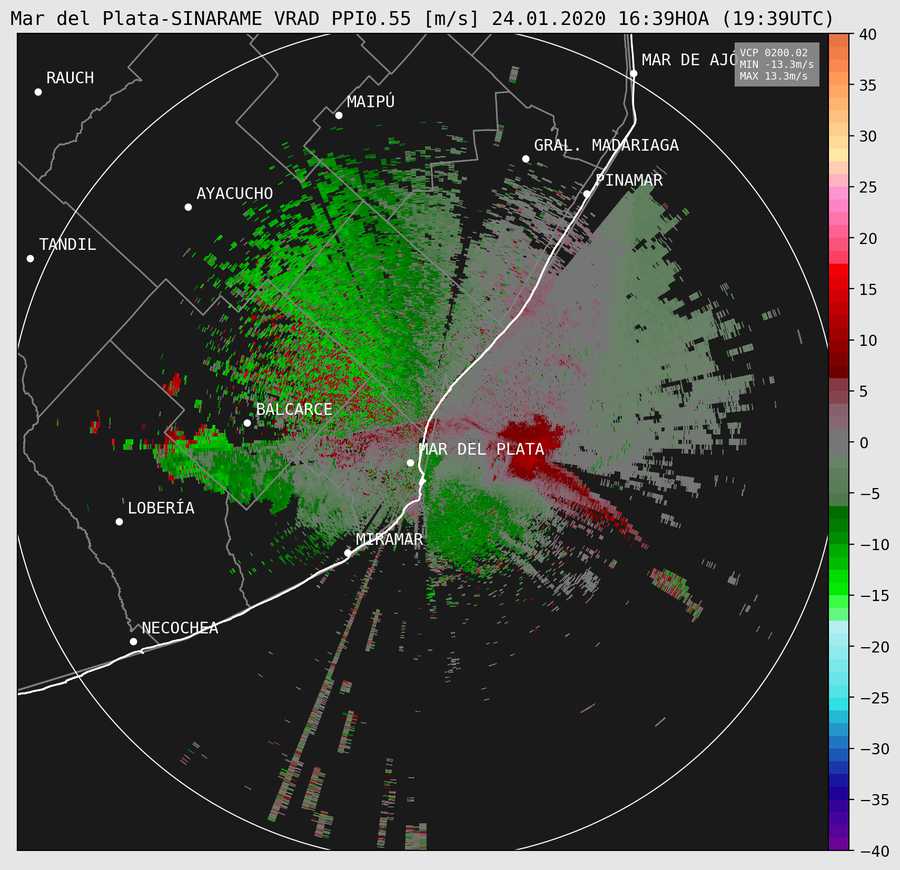 Mar del Plata-SINARAME VRAD PPI0.55 [m/s] 24.01.2020 16:39HOA (19:39UTC)
VCP 0200.02
MIN -13.3m/s
MAX 13.3m/s
MAR DE AJÓ
RAUCH
MAIPÚ
GRAL. MADARIAGA
PINAMAR
AYACUCHO
TANDIL
BALCARCE
MAR DEL PLATA
LOBERÍA
MIRAMAR
NECOCHEA
40
35
30
25
20
15
10
5
0
−5
−10
−15
−20
−25
−30
−35
−40